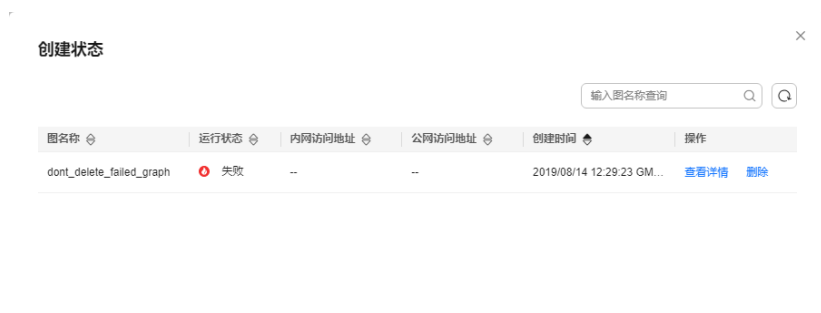 创建状态
输入图名称查询
图名称 运行状态 内网访问地址 公网访问地址 创建时间 操作
dont_delete_failed_graph 失败 -- -- 2019/08/14 12:29:23 GM... 查看详情 删除